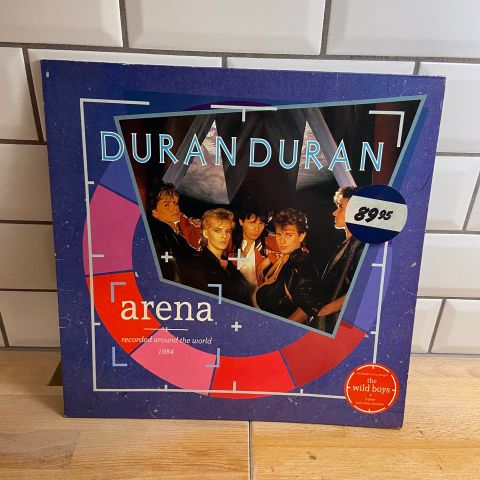 DURAN DURAN
89 95
arena
recorded around the world
1984
the
wild boys